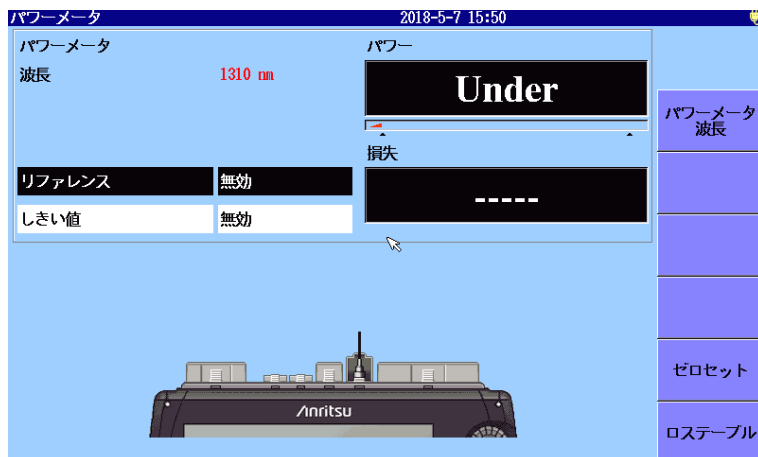 パワーメータ 2018-5-7 15:50
パワーメータ
波長 1310 nm
リファレンス 無効
しきい値 無効
パワー
Under
損失
-----
パワーメータ
波長
ゼロセット
ロステーブル
Anritsu